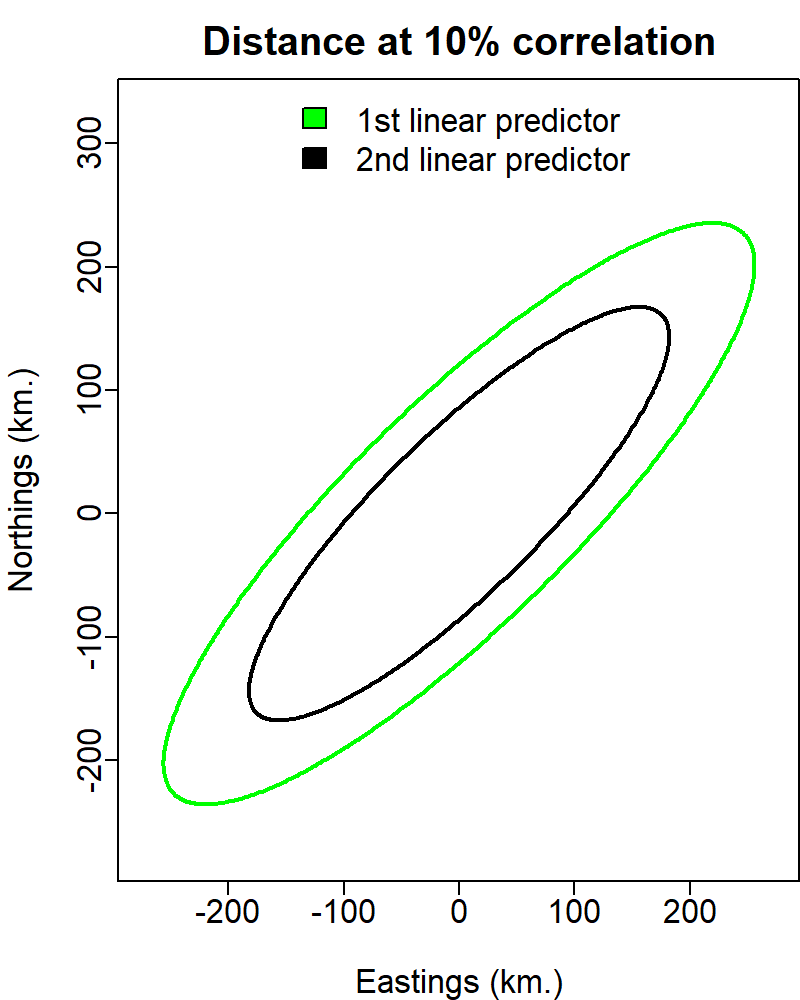 Distance at 10% correlation
1st linear predictor
2nd linear predictor
300
200
100
0
-100
-200
Northings (km.)
-200 -100 0 100 200
Eastings (km.)